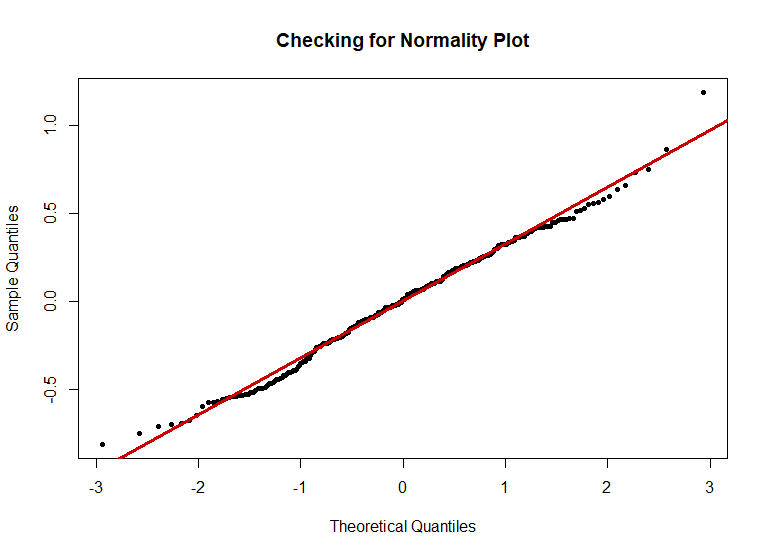 Checking for Normality Plot
Sample Quantiles
1.0
0.5
0.0
-0.5
-3 -2 -1 0 1 2 3
Theoretical Quantiles